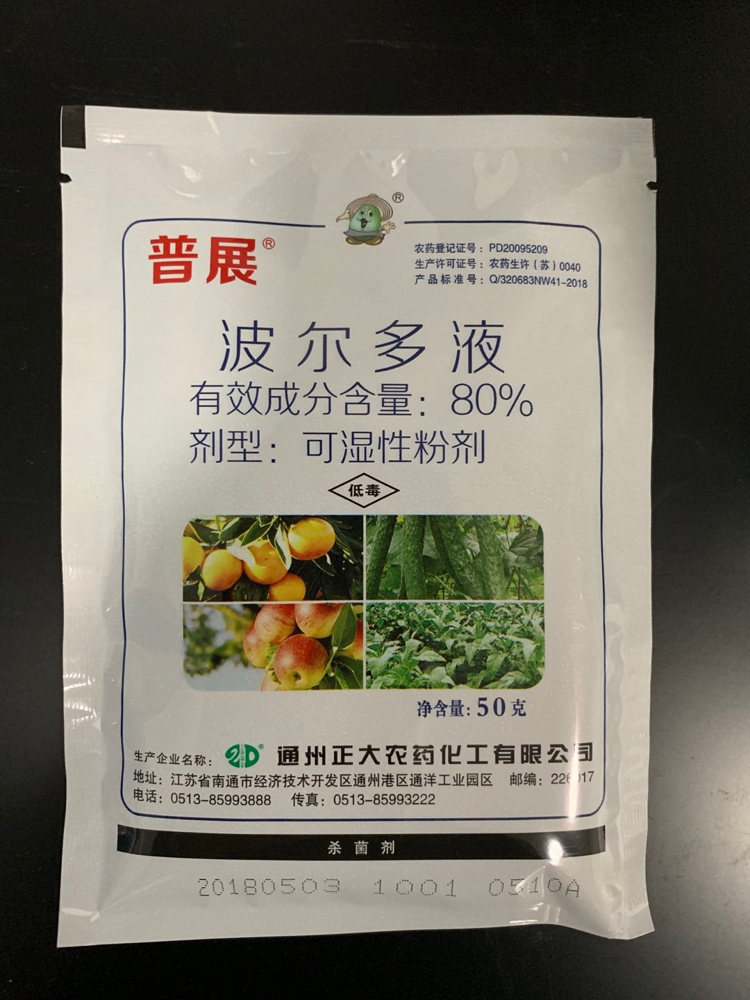 普展®
®
农药登记证号：PD20095209
生产许可证号：农药生许（苏）0040
产品标准号：Q/320683NW41-2018
波尔多液
有效成分含量：80%
剂型：可湿性粉剂
低毒
净含量：50克
生产企业名称：® 通州正大农药化工有限公司
地址：江苏省南通市经济技术开发区通州港区通洋工业园区 邮编：
电话：0513-85993888 传真：0513-85993222
杀菌剂
20180503 1001 0510A